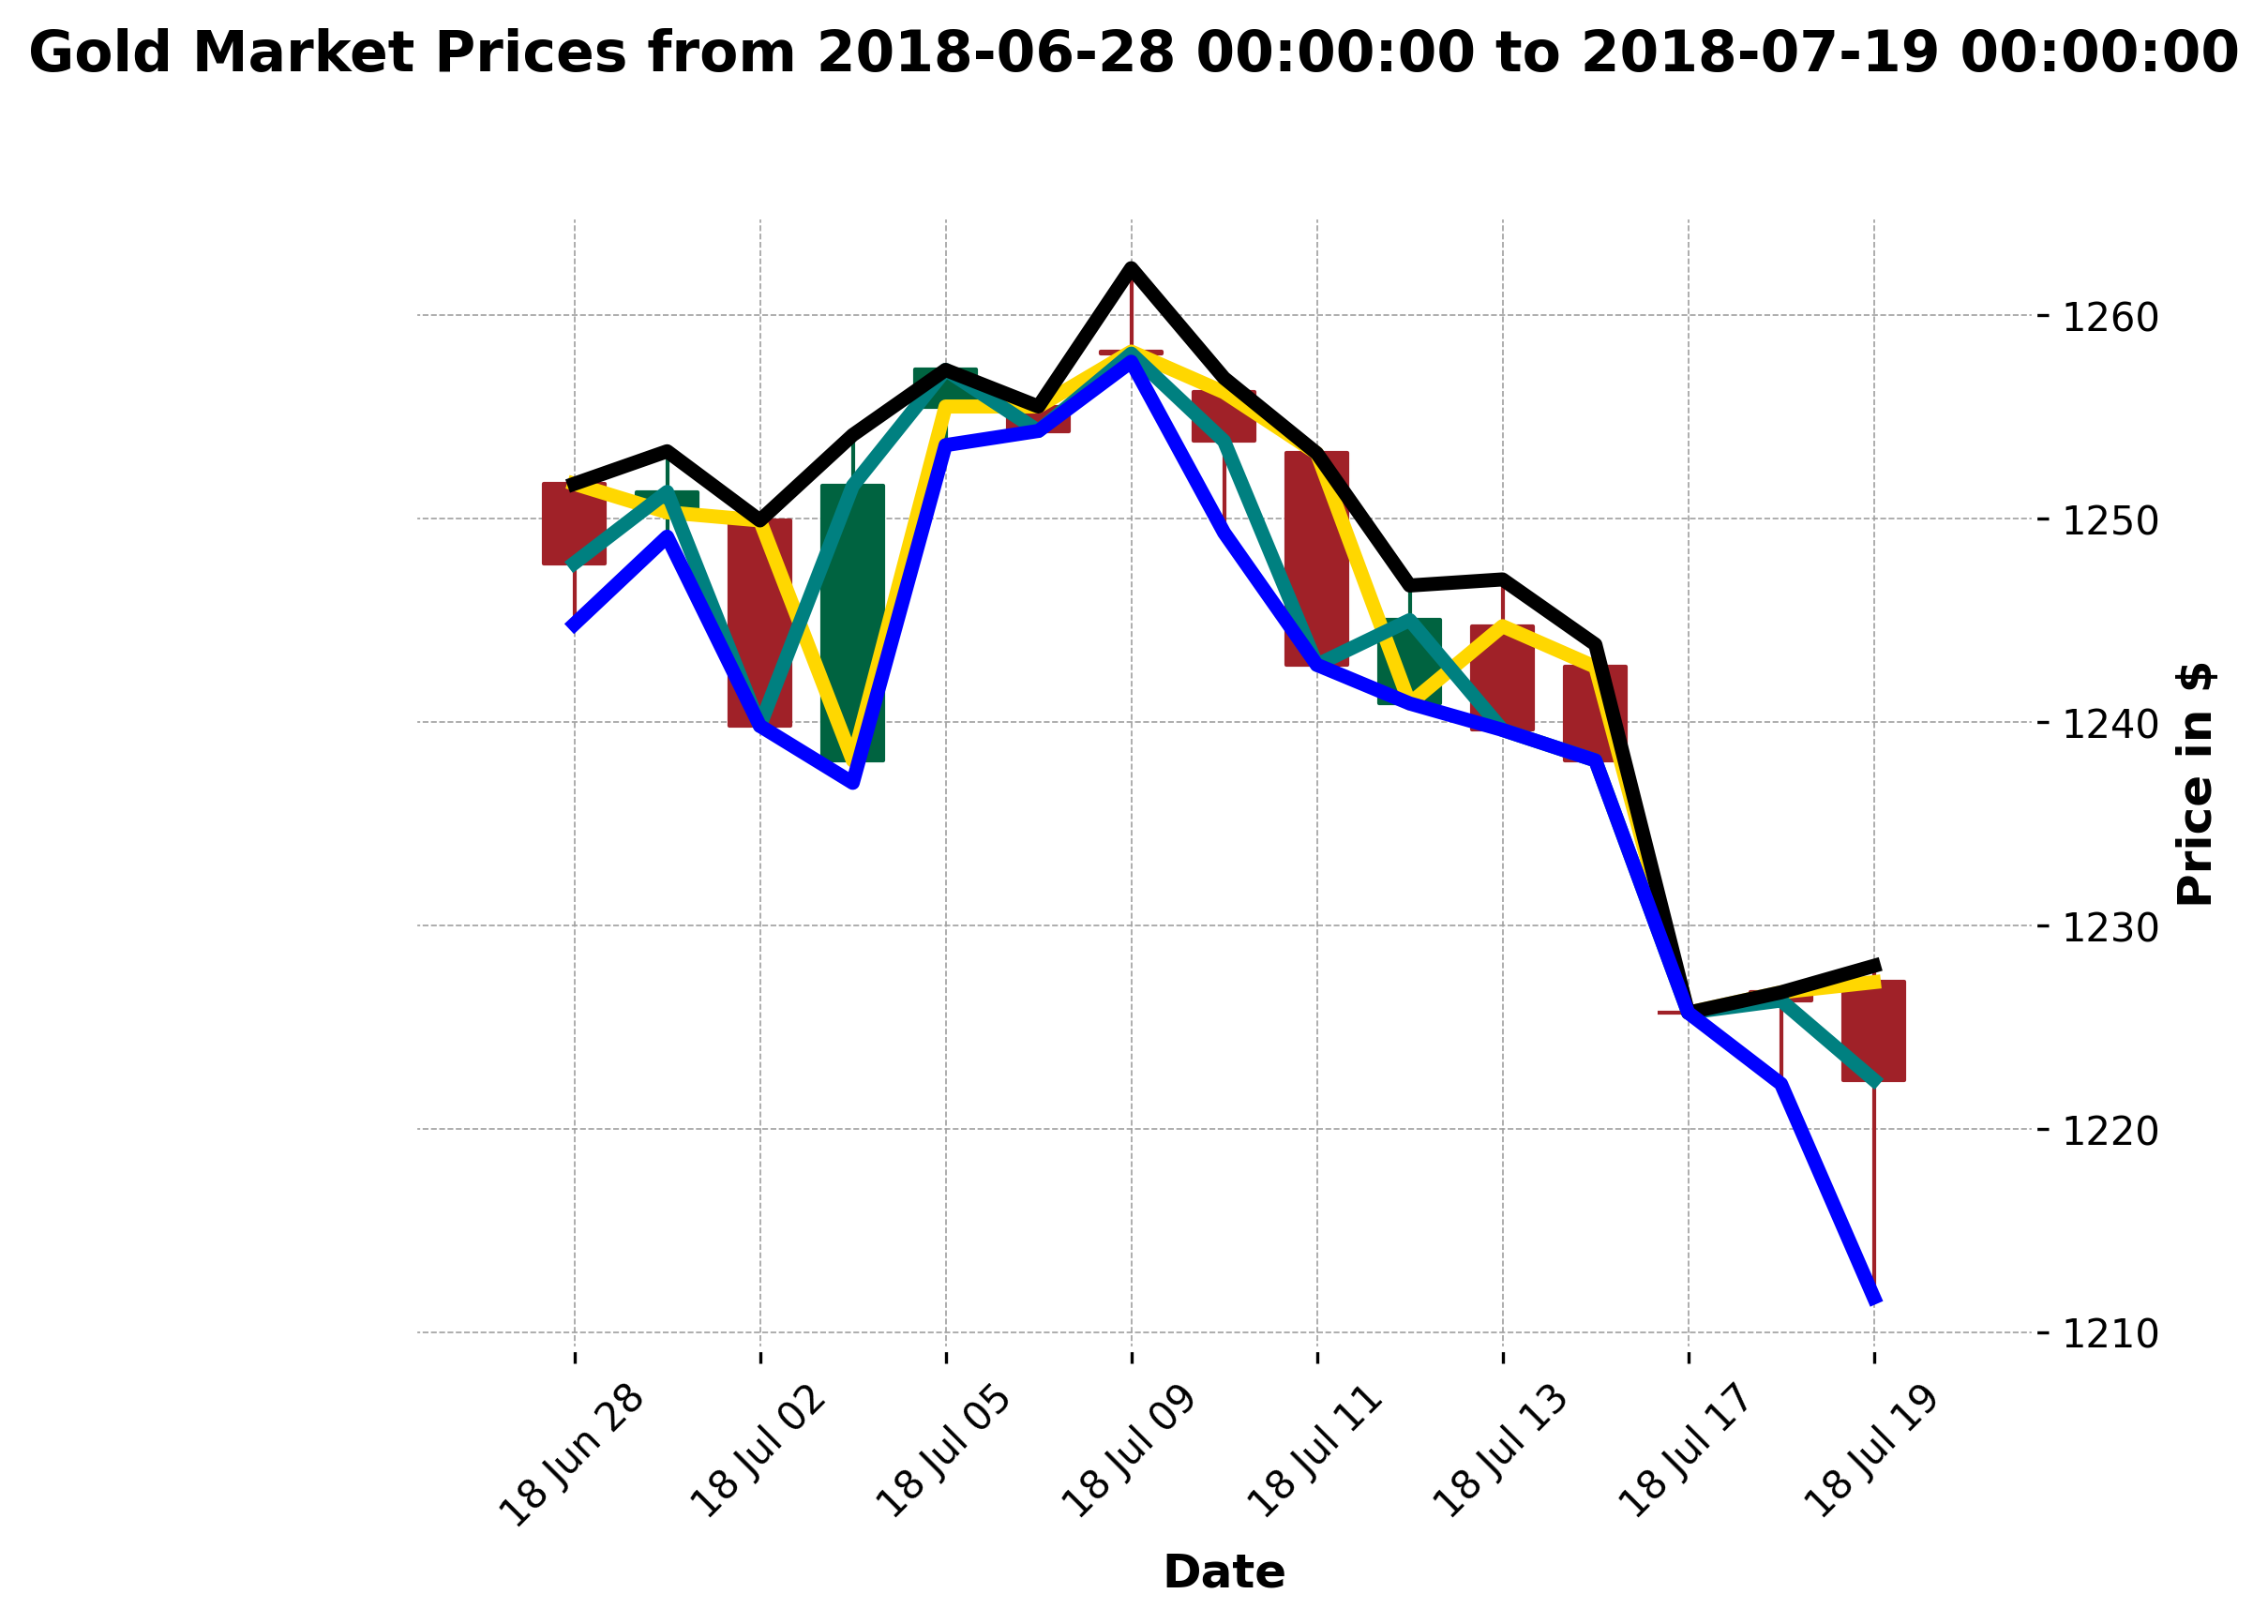 Gold Market Prices from 2018-06-28 00:00:00 to 2018-07-19 00:00:00
1260
1250
1240
1230
1220
1210
Price in $
18 Jun 28
18 Jul 02
18 Jul 05
18 Jul 09
18 Jul 11
18 Jul 13
18 Jul 17
18 Jul 19
Date